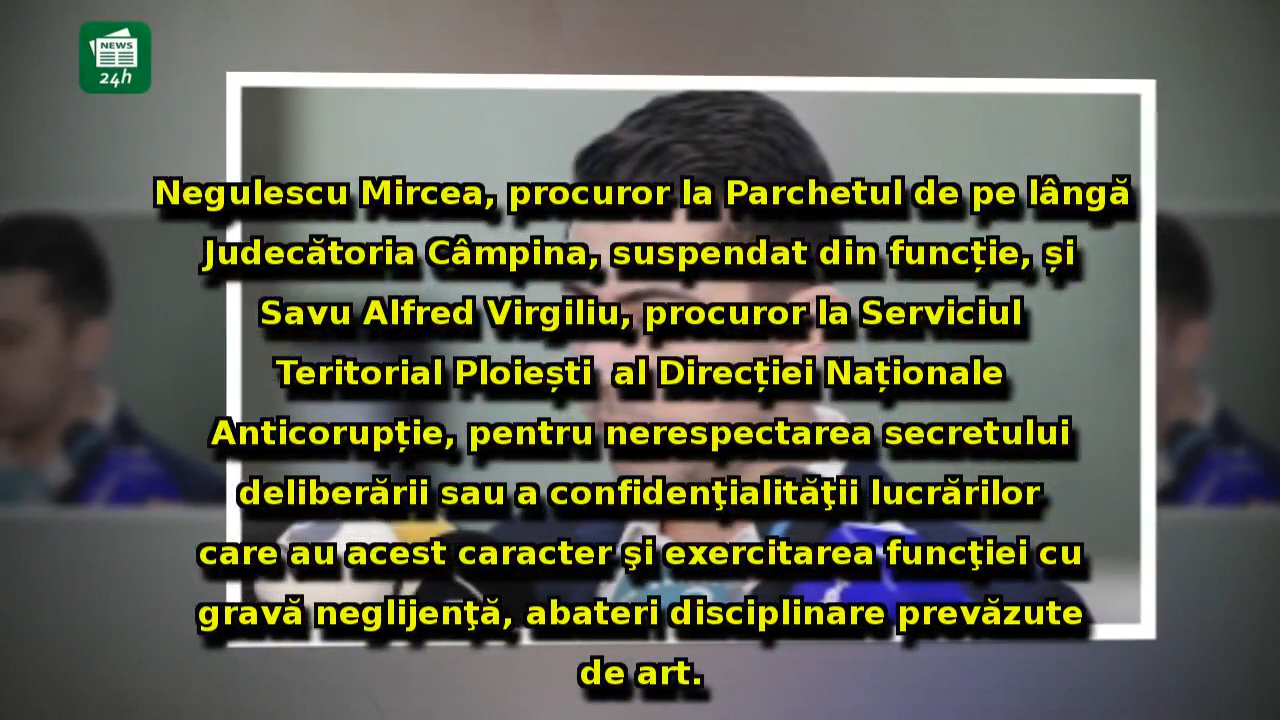 NEWS
24h
Negulescu Mircea, procuror la Parchetul de pe lângă
Judecătoria Câmpina, suspendat din funcție, și
Savu Alfred Virgiliu, procuror la Serviciul
Teritorial Ploiești  al Direcției Naționale
Anticorupție, pentru nerespectarea secretului
deliberării sau a confidenţialităţii lucrărilor
care au acest caracter şi exercitarea funcţiei cu
gravă neglijenţă, abateri disciplinare prevăzute
de art.